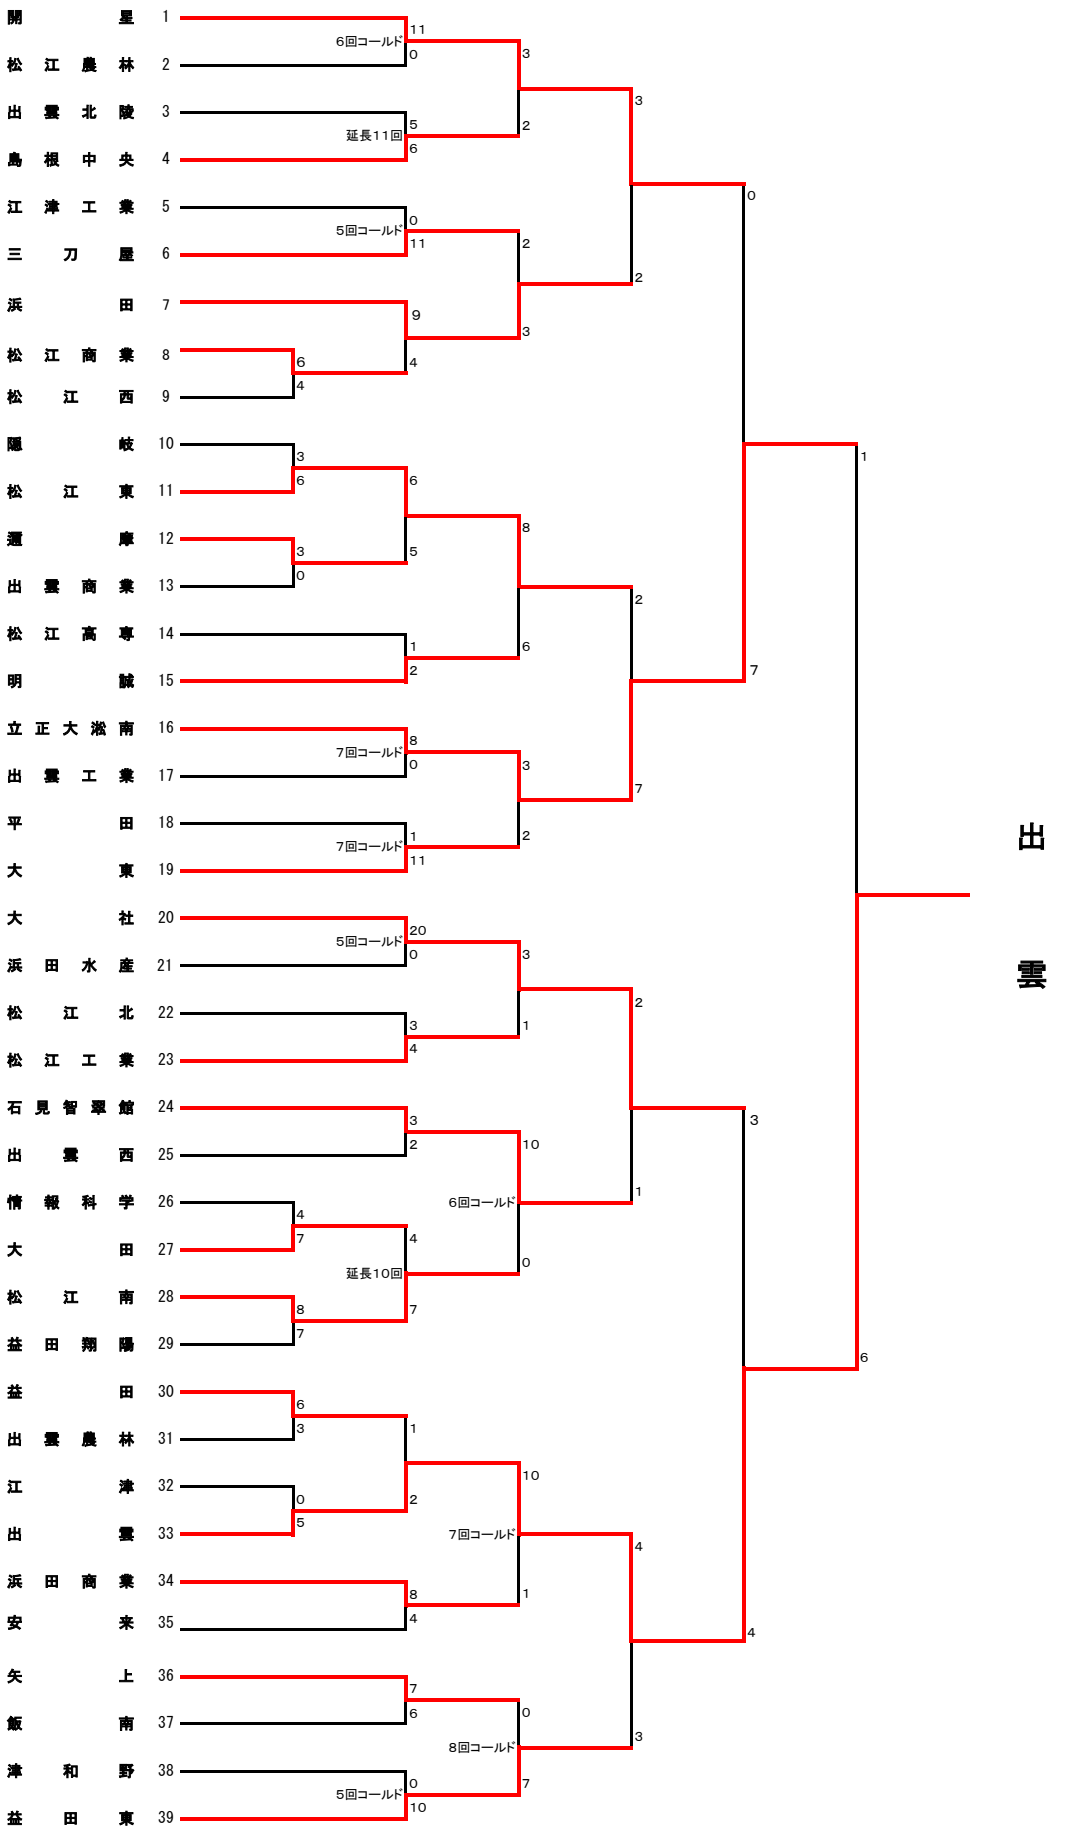 開星 1
松江農林 2
出雲北陵 3
島根中央 4
江津工業 5
三刀屋 6
浜田 7
松江商業 8
松江西 9
隠岐 10
松江東 11
邇摩 12
出雲商業 13
松江高専 14
明誠 15
立正大淞南 16
出雲工業 17
平田 18
大東 19
大社 20
浜田水産 21
松江北 22
松江工業 23
石見智翠館 24
出雲西 25
情報科学 26
大田 27
松江南 28
益田翔陽 29
益田 30
出雲農林 31
江津 32
出雲 33
浜田商業 34
安来 35
矢上 36
飯南 37
津和野 38
益田東 39
6
4
3
6
3
0
4
7
8
7
6
3
0
5
11
6回コールド
0
5
延長11回
6
0
5回コールド
11
9
4
6
5
1
2
8
7回コールド
0
1
7回コールド
11
20
5回コールド
0
3
4
3
2
4
延長10回
7
1
2
8
4
7
6
0
5回コールド
10
3
2
2
3
8
6
3
2
3
1
10
6回コールド
0
10
7回コールド
1
0
8回コールド
7
3
2
2
7
2
1
4
3
0
7
3
4
1
6
出雲